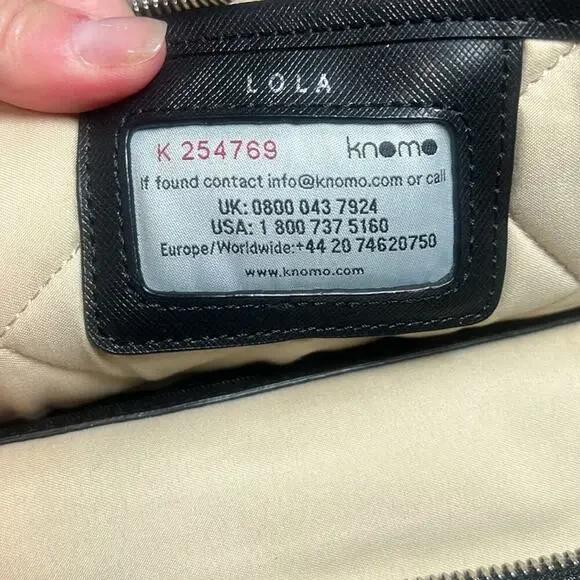 LOLA
K 254769 knomo
If found contact info@knomo.com or call
UK: 0800 043 7924
USA: 1 800 737 5160
Europe/Worldwide:+44 20 74620750
www.knomo.com